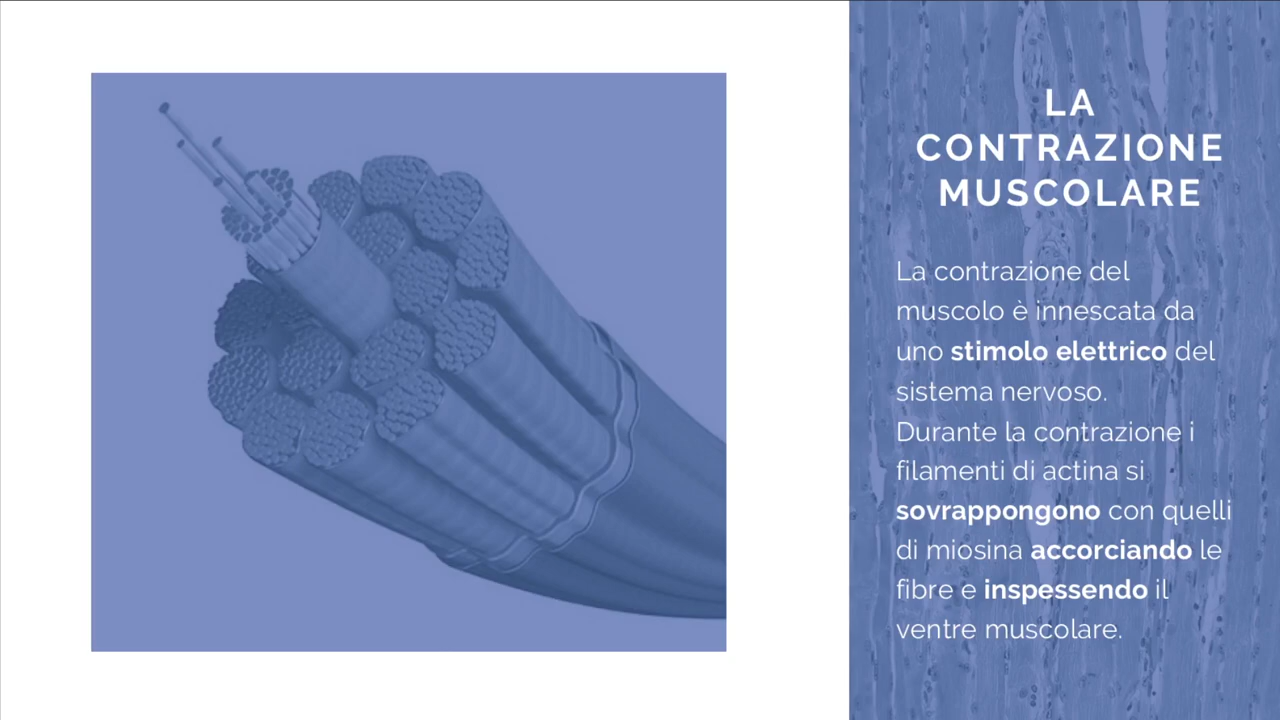 LA
CONTRAZIONE
MUSCOLARE
La contrazione del
muscolo è innescata da
uno stimolo elettrico del
sistema nervoso.
Durante la contrazione i
filamenti di actina si
sovrappongono con quelli
di miosina accorciando le
fibre e inspessendo il
ventre muscolare.